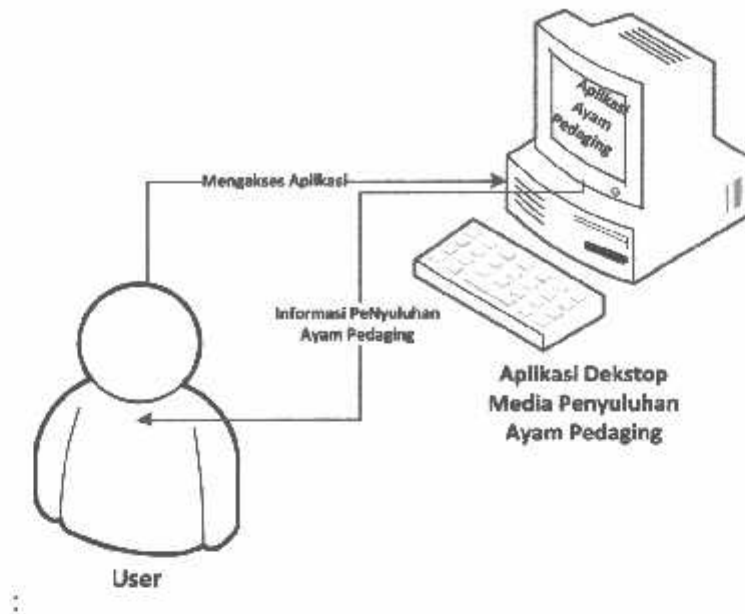 Aplikasi
Ayam
Pedaging
Mengakses Aplikasi
Informasi PeNyuluhan
Ayam Pedaging
Aplikasi Dekstop
Media Penyuluhan
Ayam Pedaging
User
: